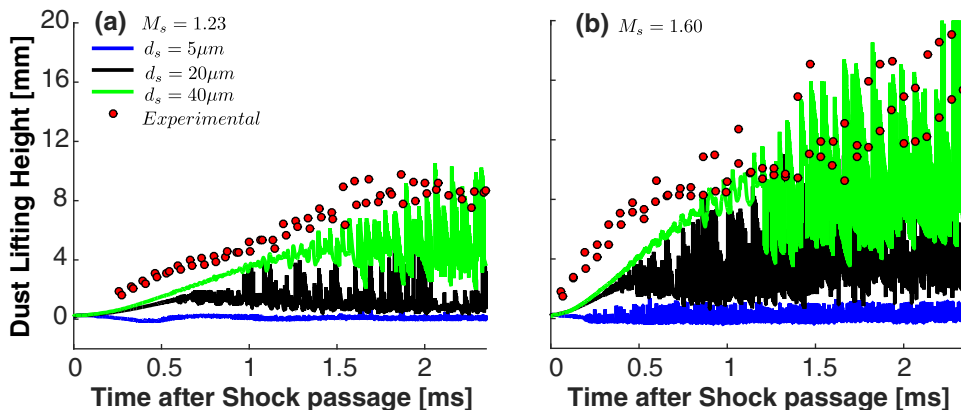 (a) M_s = 1.23
d_s = 5μm
d_s = 20μm
d_s = 40μm
Experimental
(b) M_s = 1.60
Dust Lifting Height [mm]
20
16
12
8
4
0
0 0.5 1 1.5 2
0 0.5 1 1.5 2
Time after Shock passage [ms]
Time after Shock passage [ms]